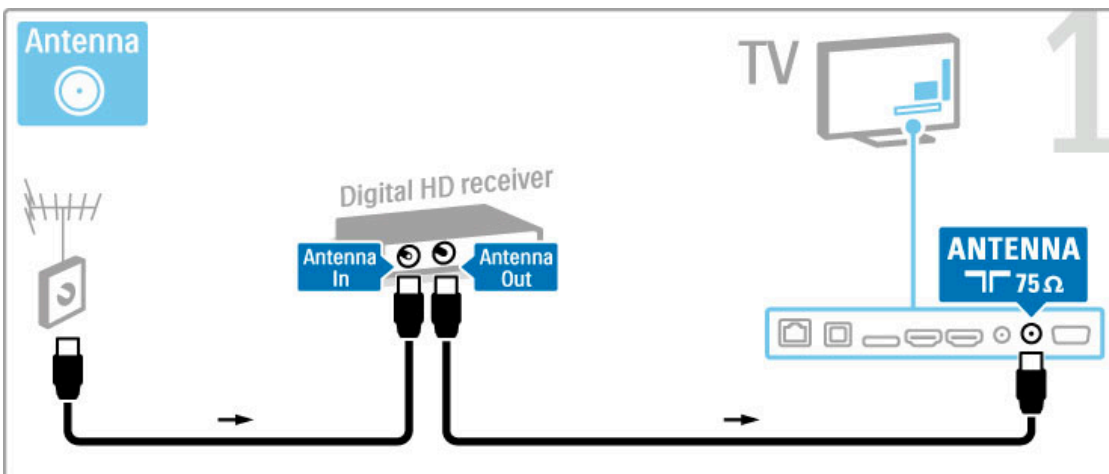 Antenna
TV
1
Digital HD receiver
Antenna
In
Antenna
Out
ANTENNA
75 Ω